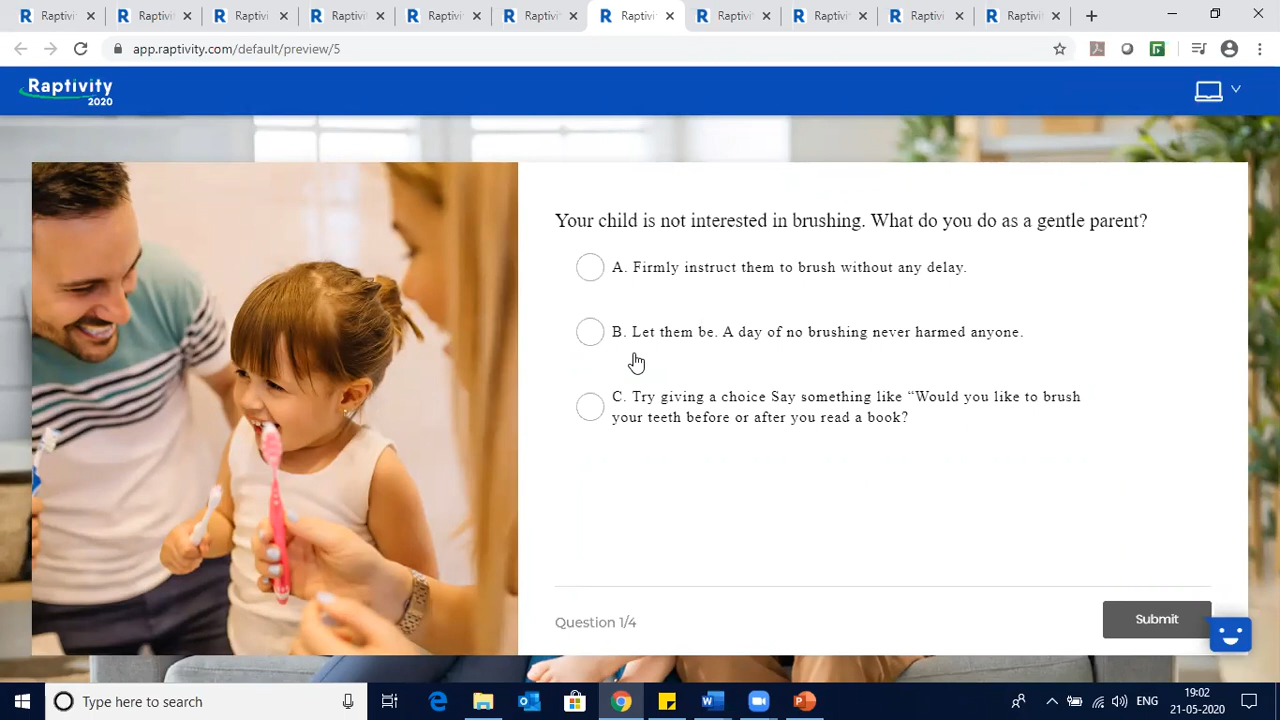 Raptivity
Raptivity
Raptivity
Raptivity
Raptivity
Raptivity
Raptivity
Raptivity
Raptivity
Raptivity
Raptivity
app.raptivity.com/default/preview/5
Raptivity
2020
Your child is not interested in brushing. What do you do as a gentle parent?
A. Firmly instruct them to brush without any delay.
B. Let them be. A day of no brushing never harmed anyone.
C. Try giving a choice Say something like “Would you like to brush
your teeth before or after you read a book?
Question 1/4
Submit
Type here to search
ENG
19:02
21-05-2020